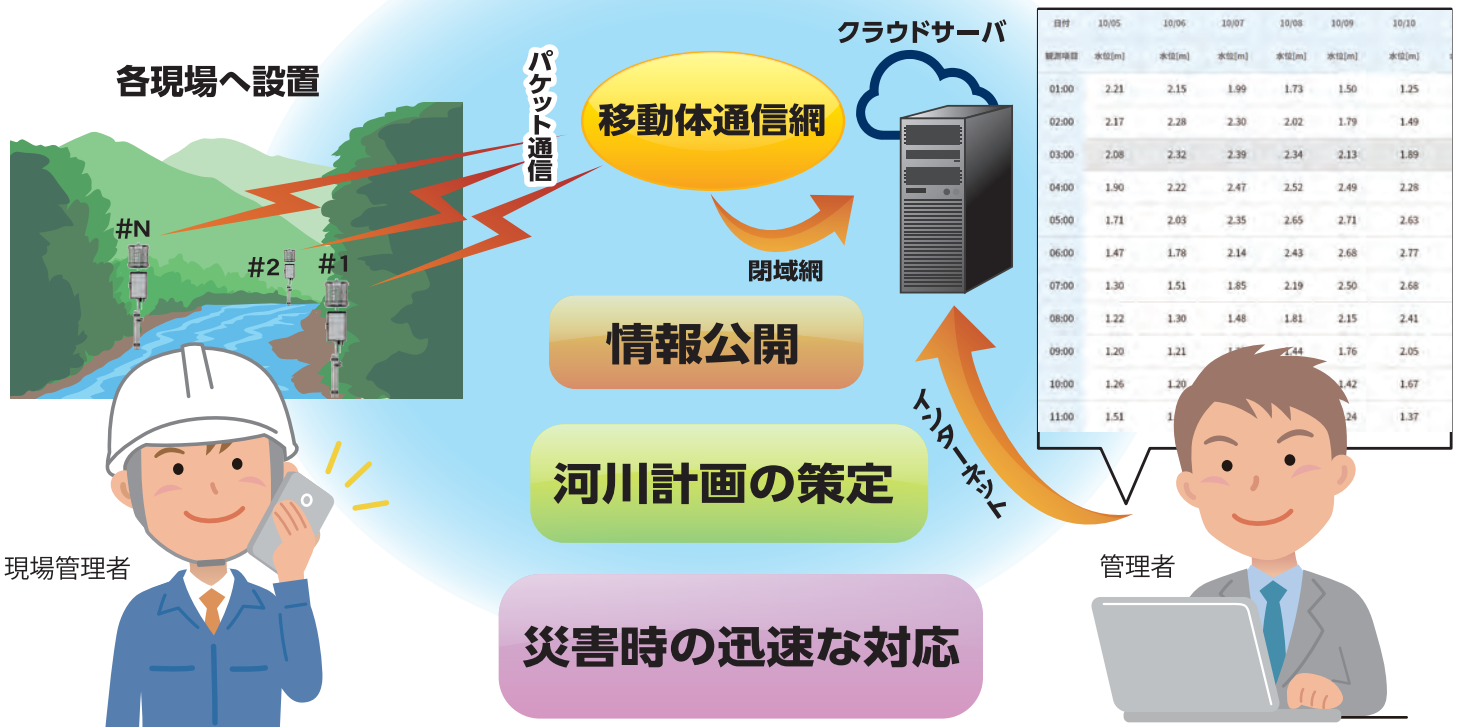 各現場へ設置
#N
#2
#1
パケット通信
移動体通信網
閉域網
クラウドサーバ
情報公開
河川計画の策定
災害時の迅速な対応
インターネット
現場管理者
管理者
日付 10/05 10/06 10/07 10/08 10/09 10/10
観測項目 水位[m] 水位[m] 水位[m] 水位[m] 水位[m] 水位[m]
01:00 2.21 2.15 1.99 1.73 1.50 1.25
02:00 2.17 2.28 2.30 2.02 1.79 1.49
03:00 2.08 2.32 2.39 2.34 2.13 1.89
04:00 1.90 2.22 2.47 2.52 2.49 2.28
05:00 1.71 2.03 2.35 2.65 2.71 2.63
06:00 1.47 1.78 2.14 2.43 2.68 2.77
07:00 1.30 1.51 1.85 2.19 2.50 2.68
08:00 1.22 1.30 1.48 1.81 2.15 2.41
09:00 1.20 1.21 1.44 1.76 2.05
10:00 1.26 1.20 1.42 1.67
11:00 1.51 1.37